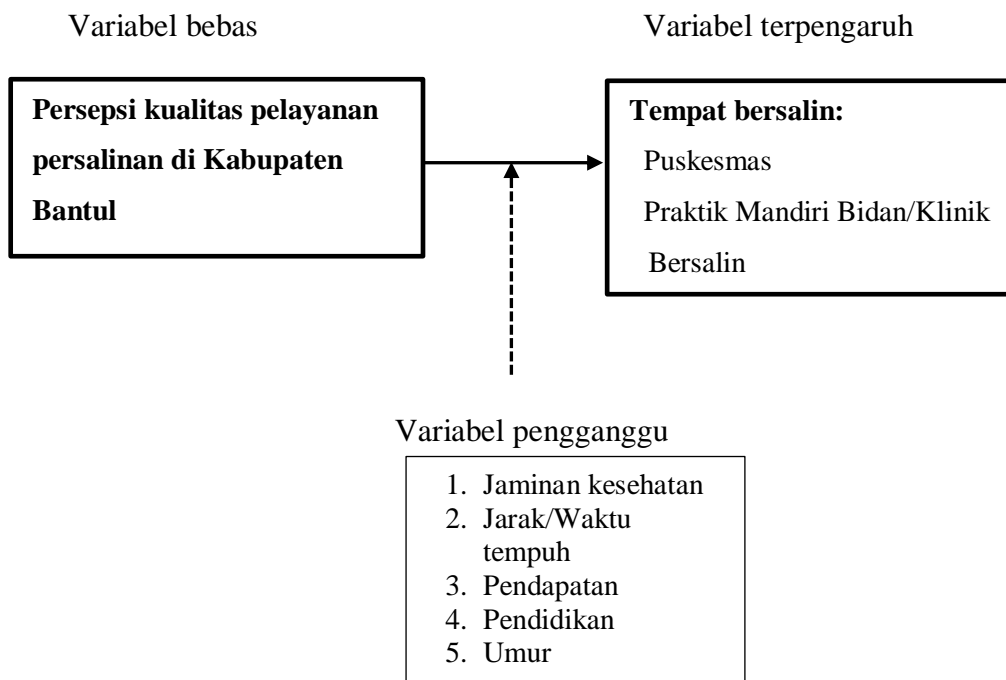 Variabel bebas
Variabel terpengaruh
Persepsi kualitas pelayanan
persalinan di Kabupaten
Bantul
Tempat bersalin:
Puskesmas
Praktik Mandiri Bidan/Klinik
Bersalin
Variabel pengganggu
1. Jaminan kesehatan
2. Jarak/Waktu
tempuh
3. Pendapatan
4. Pendidikan
5. Umur